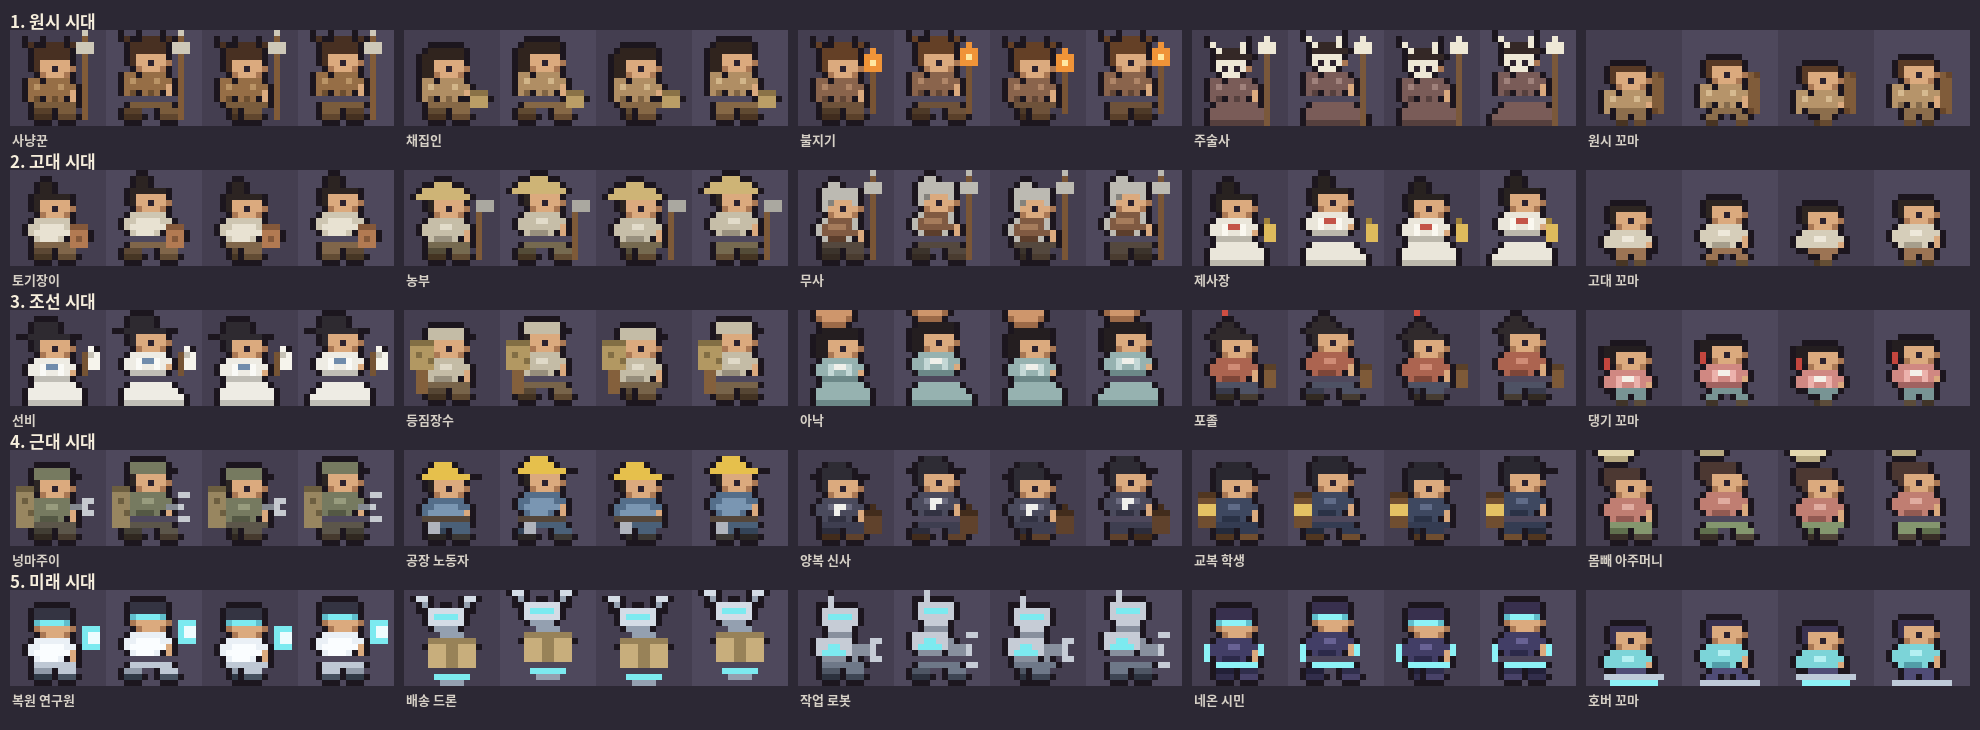 1. 원시 시대
사냥꾼 채집인 불지기 주술사 원시 꼬마
2. 고대 시대
토기장이 농부 무사 제사장 고대 꼬마
3. 조선 시대
선비 등짐장수 아낙 포졸 댕기 꼬마
4. 근대 시대
넝마주이 공장 노동자 양복 신사 교복 학생 몸빼 아주머니
5. 미래 시대
복원 연구원 배송 드론 작업 로봇 네온 시민 호버 꼬마